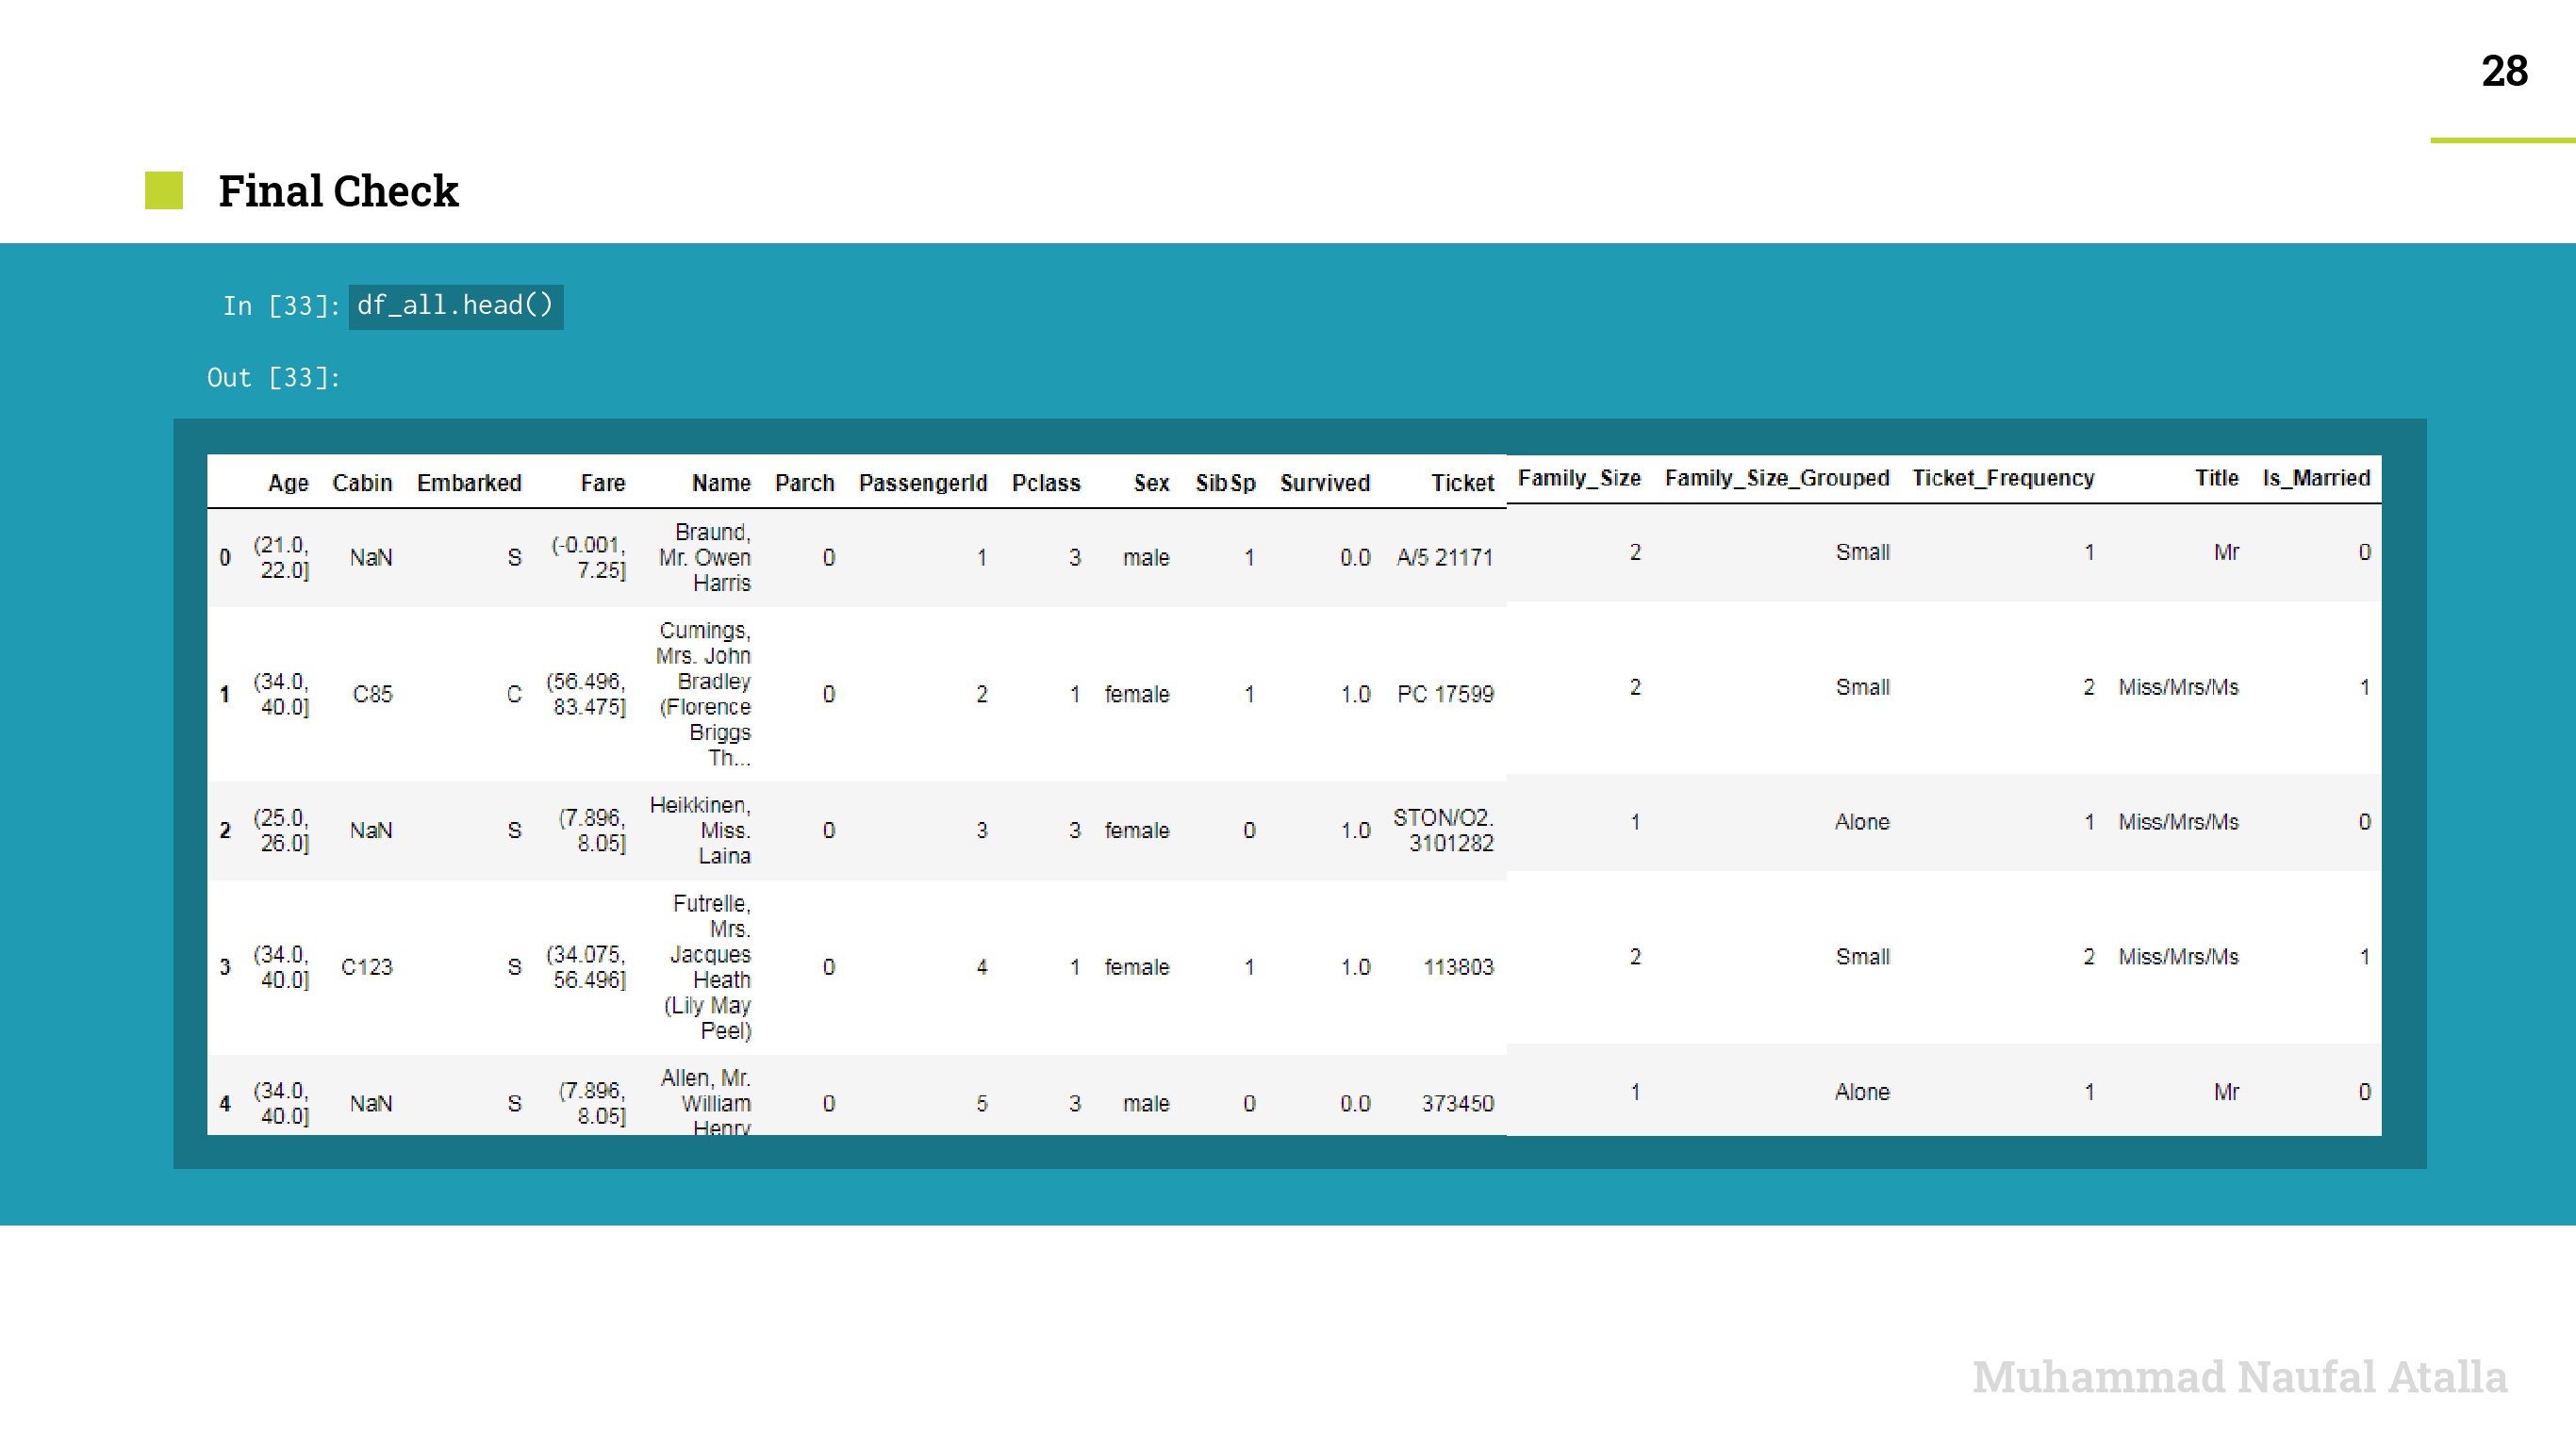 28
Final Check
In [33]: df_all.head()
Out [33]:
Age Cabin Embarked Fare Name Parch PassengerId Pclass Sex SibSp Survived Ticket Family_Size Family_Size_Grouped Ticket_Frequency Title Is_Married
0 (21.0, 22.0] NaN S (-0.001, 7.25] Braund, Mr. Owen Harris 0 1 3 male 1 0.0 A/5 21171 2 Small 1 Mr 0
1 (34.0, 40.0] C85 C (56.496, 83.475] Cumings, Mrs. John Bradley (Florence Briggs Th... 0 2 1 female 1 1.0 PC 17599 2 Small 2 Miss/Mrs/Ms 1
2 (25.0, 26.0] NaN S (7.896, 8.05] Heikkinen, Miss. Laina 0 3 3 female 0 1.0 STON/O2. 3101282 1 Alone 1 Miss/Mrs/Ms 0
3 (34.0, 40.0] C123 S (34.075, 56.496] Futrelle, Mrs. Jacques Heath (Lily May Peel) 0 4 1 female 1 1.0 113803 2 Small 2 Miss/Mrs/Ms 1
4 (34.0, 40.0] NaN S (7.896, 8.05] Allen, Mr. William Henry 0 5 3 male 0 0.0 373450 1 Alone 1 Mr 0
Muhammad Naufal Atalla